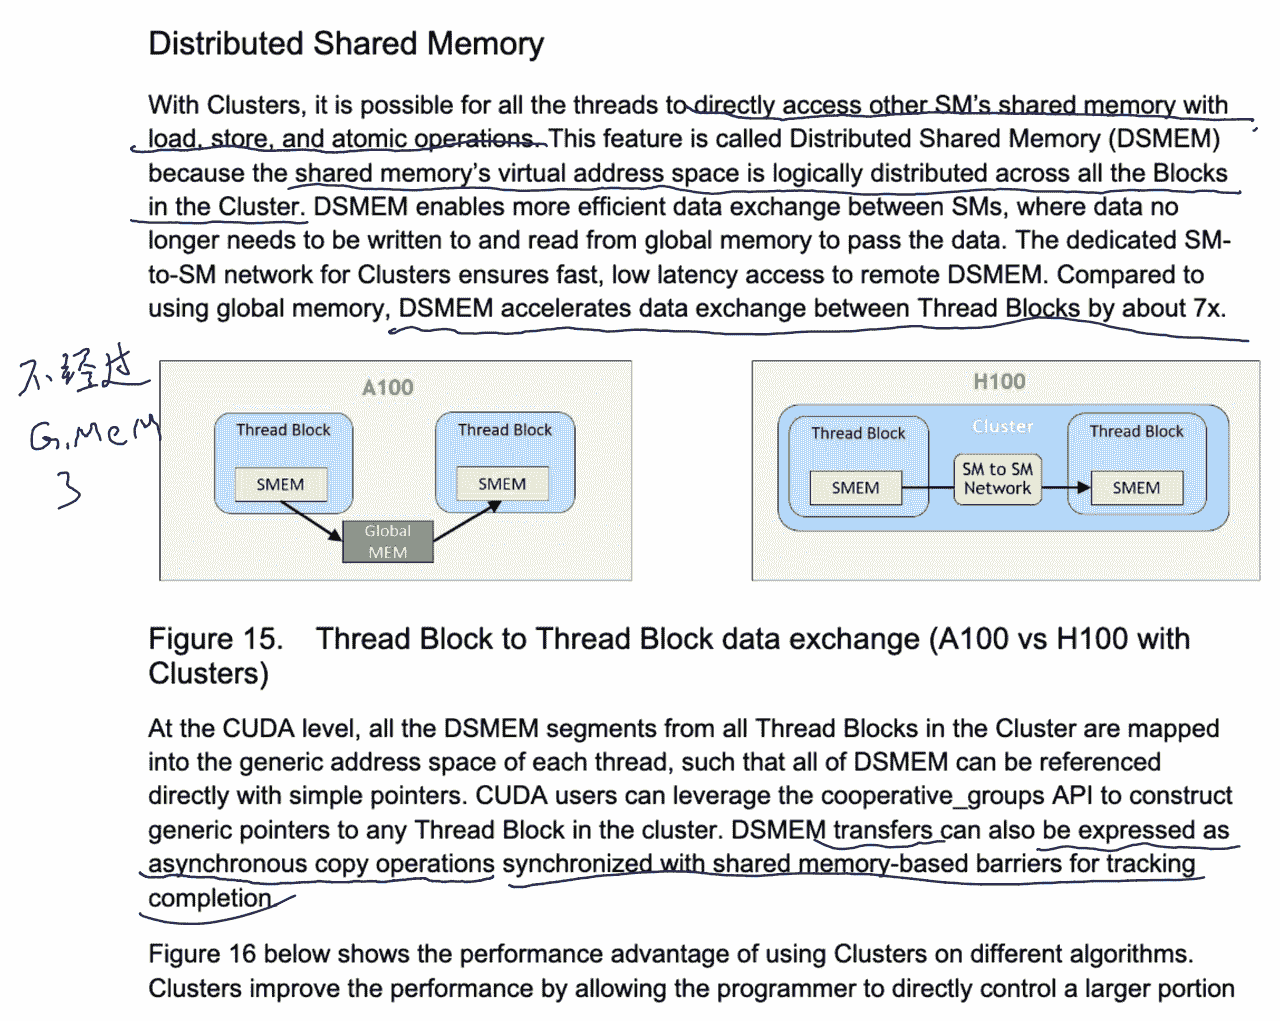 Distributed Shared Memory
With Clusters, it is possible for all the threads to directly access other SM's shared memory with
load, store, and atomic operations. This feature is called Distributed Shared Memory (DSMEM)
because the shared memory's virtual address space is logically distributed across all the Blocks
in the Cluster. DSMEM enables more efficient data exchange between SMs, where data no
longer needs to be written to and read from global memory to pass the data. The dedicated SM-
to-SM network for Clusters ensures fast, low latency access to remote DSMEM. Compared to
using global memory, DSMEM accelerates data exchange between Thread Blocks by about 7x.
不经过
G.MeM
了
A100
Thread Block
SMEM
Thread Block
SMEM
Global
MEM
H100
Cluster
Thread Block
SMEM
SM to SM
Network
Thread Block
SMEM
Figure 15. Thread Block to Thread Block data exchange (A100 vs H100 with
Clusters)
At the CUDA level, all the DSMEM segments from all Thread Blocks in the Cluster are mapped
into the generic address space of each thread, such that all of DSMEM can be referenced
directly with simple pointers. CUDA users can leverage the cooperative_groups API to construct
generic pointers to any Thread Block in the cluster. DSMEM transfers can also be expressed as
asynchronous copy operations synchronized with shared memory-based barriers for tracking
completion.
Figure 16 below shows the performance advantage of using Clusters on different algorithms.
Clusters improve the performance by allowing the programmer to directly control a larger portion